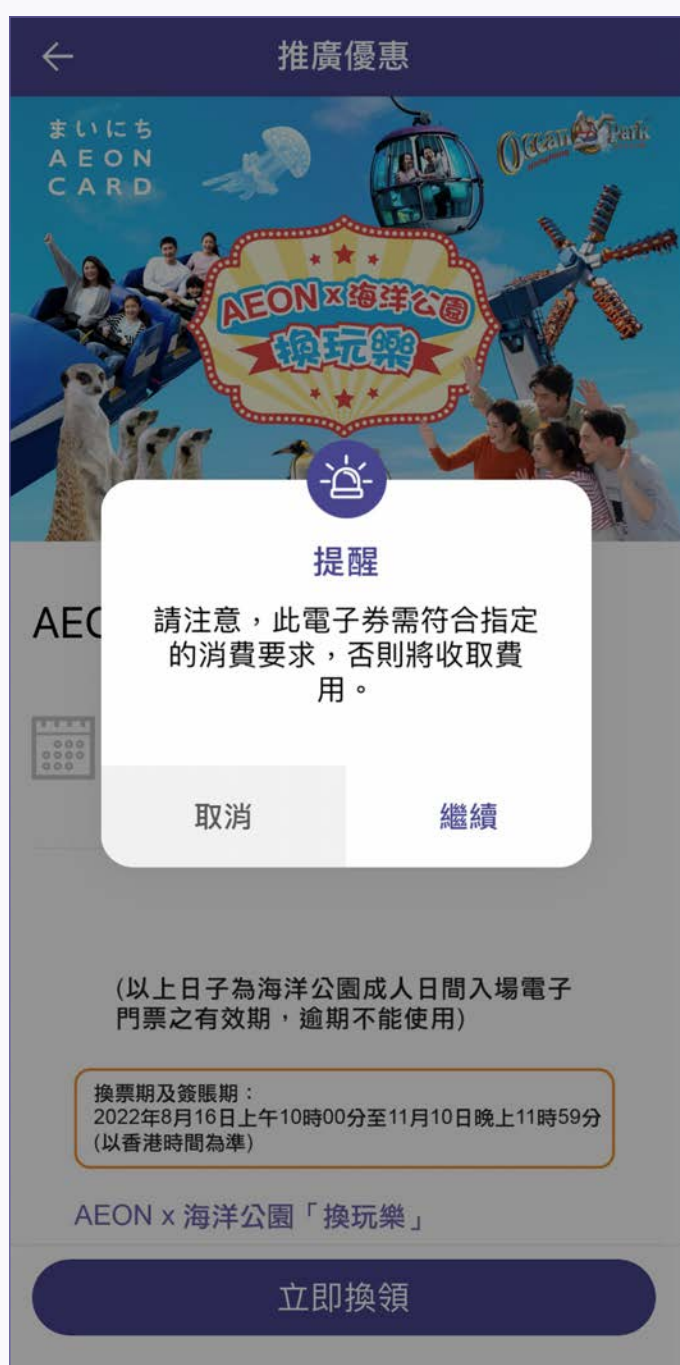 推廣優惠
まいにち
AEON
CARD
Ocean Park
AEON x 海洋公園
換玩樂
提醒
AEO
請注意，此電子券需符合指定
的消費要求，否則將收取費
用。
取消
繼續
(以上日子為海洋公園成人日間入場電子
門票之有效期，逾期不能使用)
換票期及簽賬期：
2022年8月16日上午10時00分至11月10日晚上11時59分
(以香港時間為準)
AEON x 海洋公園「換玩樂」
立即換領